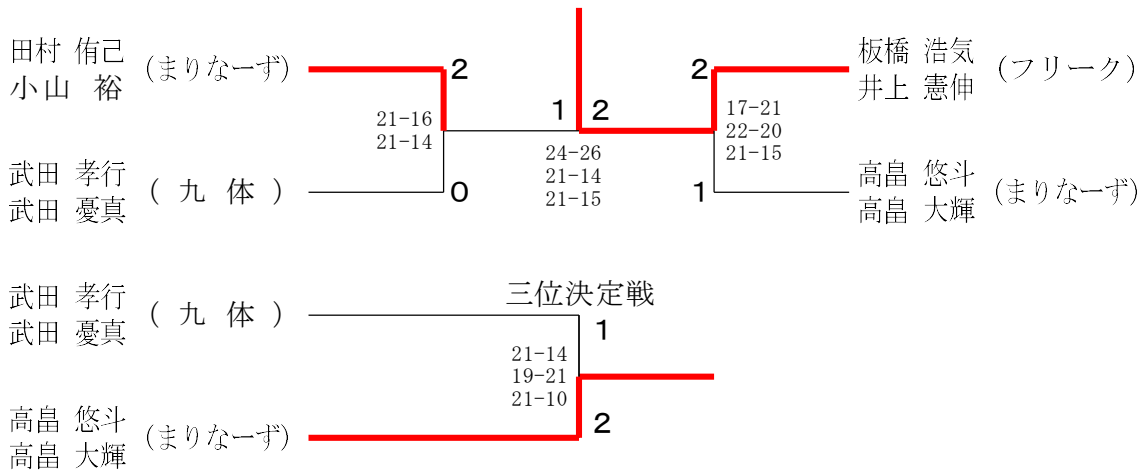 田村 侑己
小山 裕
(まりなーず)
2
21-16
21-14
武田 孝行
武田 憂真
( 九 体 )
0
1 2
24-26
21-14
21-15
2
17-21
22-20
21-15
1
板橋 浩気
井上 憲伸
(フリーク)
高畠 悠斗
高畠 大輝
(まりなーず)
三位決定戦
武田 孝行
武田 憂真
( 九 体 )
1
21-14
19-21
21-10
2
高畠 悠斗
高畠 大輝
(まりなーず)